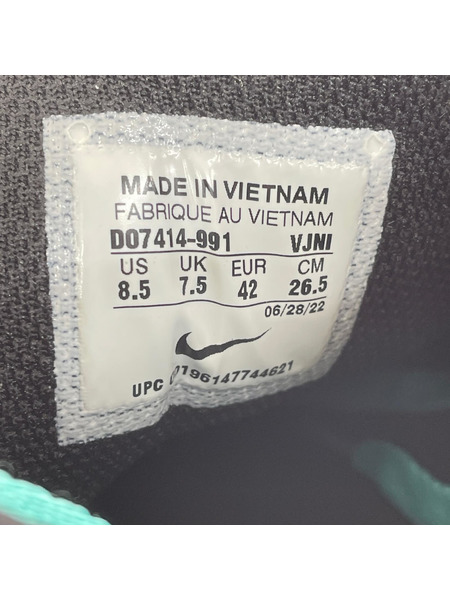 MADE IN VIETNAM
FABRIQUE AU VIETNAM
DO7414-991 VJNI
US UK EUR CM
8.5 7.5 42 26.5
06/28/22
UPC 00196147744621